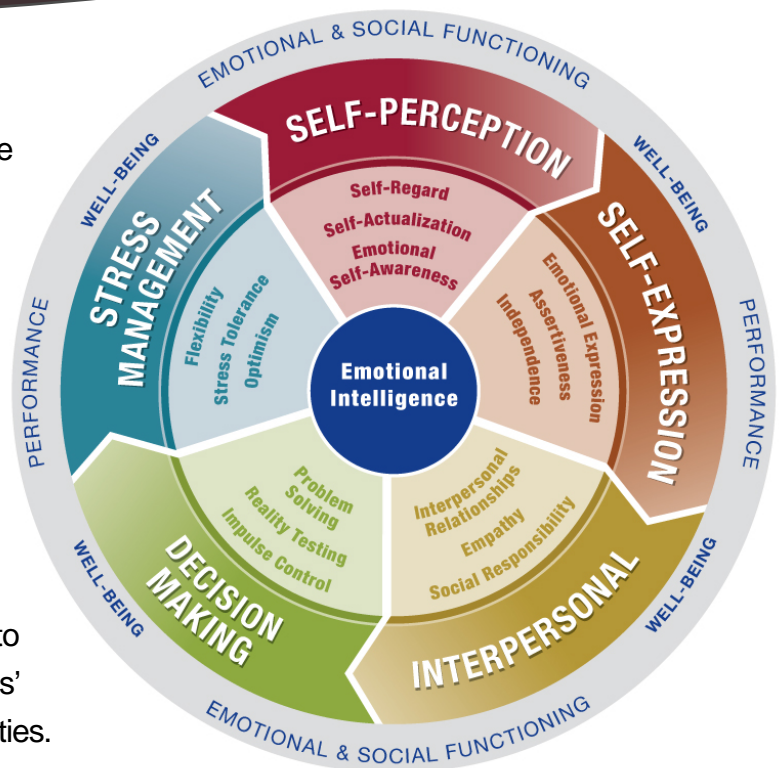 EMOTIONAL & SOCIAL FUNCTIONING
WELL-BEING
PERFORMANCE
WELL-BEING
EMOTIONAL & SOCIAL FUNCTIONING
WELL-BEING
PERFORMANCE
WELL-BEING
SELF-PERCEPTION
Self-Regard
Self-Actualization
Emotional
Self-Awareness
SELF-EXPRESSION
Emotional Expression
Assertiveness
Independence
INTERPERSONAL
Interpersonal
Relationships
Empathy
Social Responsibility
DECISION
MAKING
Problem
Solving
Reality Testing
Impulse Control
STRESS
MANAGEMENT
Flexibility
Stress Tolerance
Optimism
Emotional
Intelligence